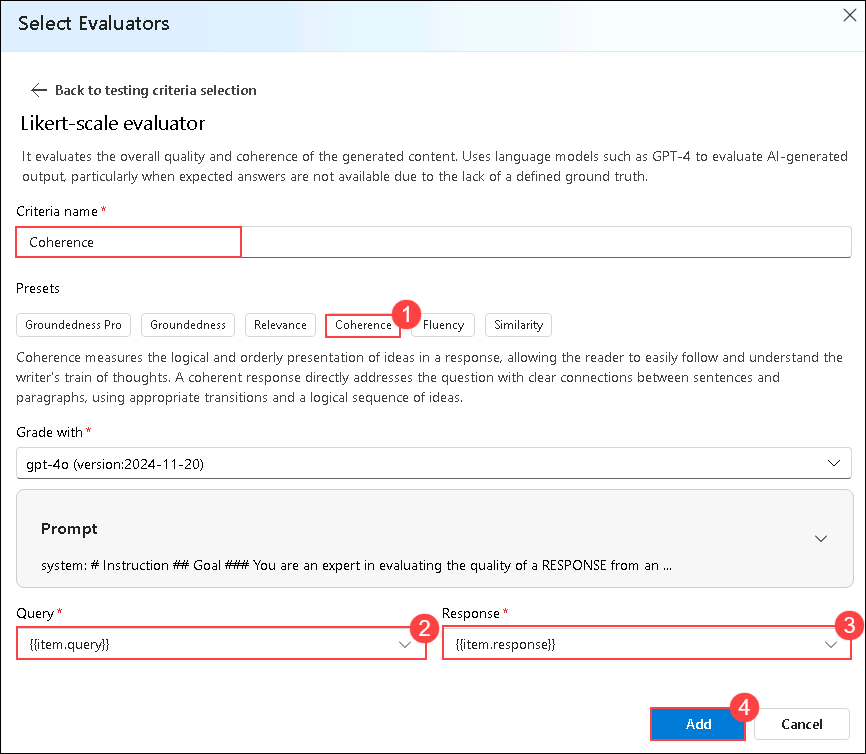 Select Evaluators
Back to testing criteria selection
Likert-scale evaluator
It evaluates the overall quality and coherence of the generated content. Uses language models such as GPT-4 to evaluate AI-generated
output, particularly when expected answers are not available due to the lack of a defined ground truth.
Criteria name *
Coherence
Presets
1
Groundedness Pro Groundedness Relevance Coherence Fluency Similarity
Coherence measures the logical and orderly presentation of ideas in a response, allowing the reader to easily follow and understand the
writer's train of thoughts. A coherent response directly addresses the question with clear connections between sentences and
paragraphs, using appropriate transitions and a logical sequence of ideas.
Grade with *
gpt-4o (version:2024-11-20)
Prompt
system: # Instruction ## Goal ### You are an expert in evaluating the quality of a RESPONSE from an ...
Query * Response *
2 3
{{item.query}} {{item.response}}
4
Add Cancel